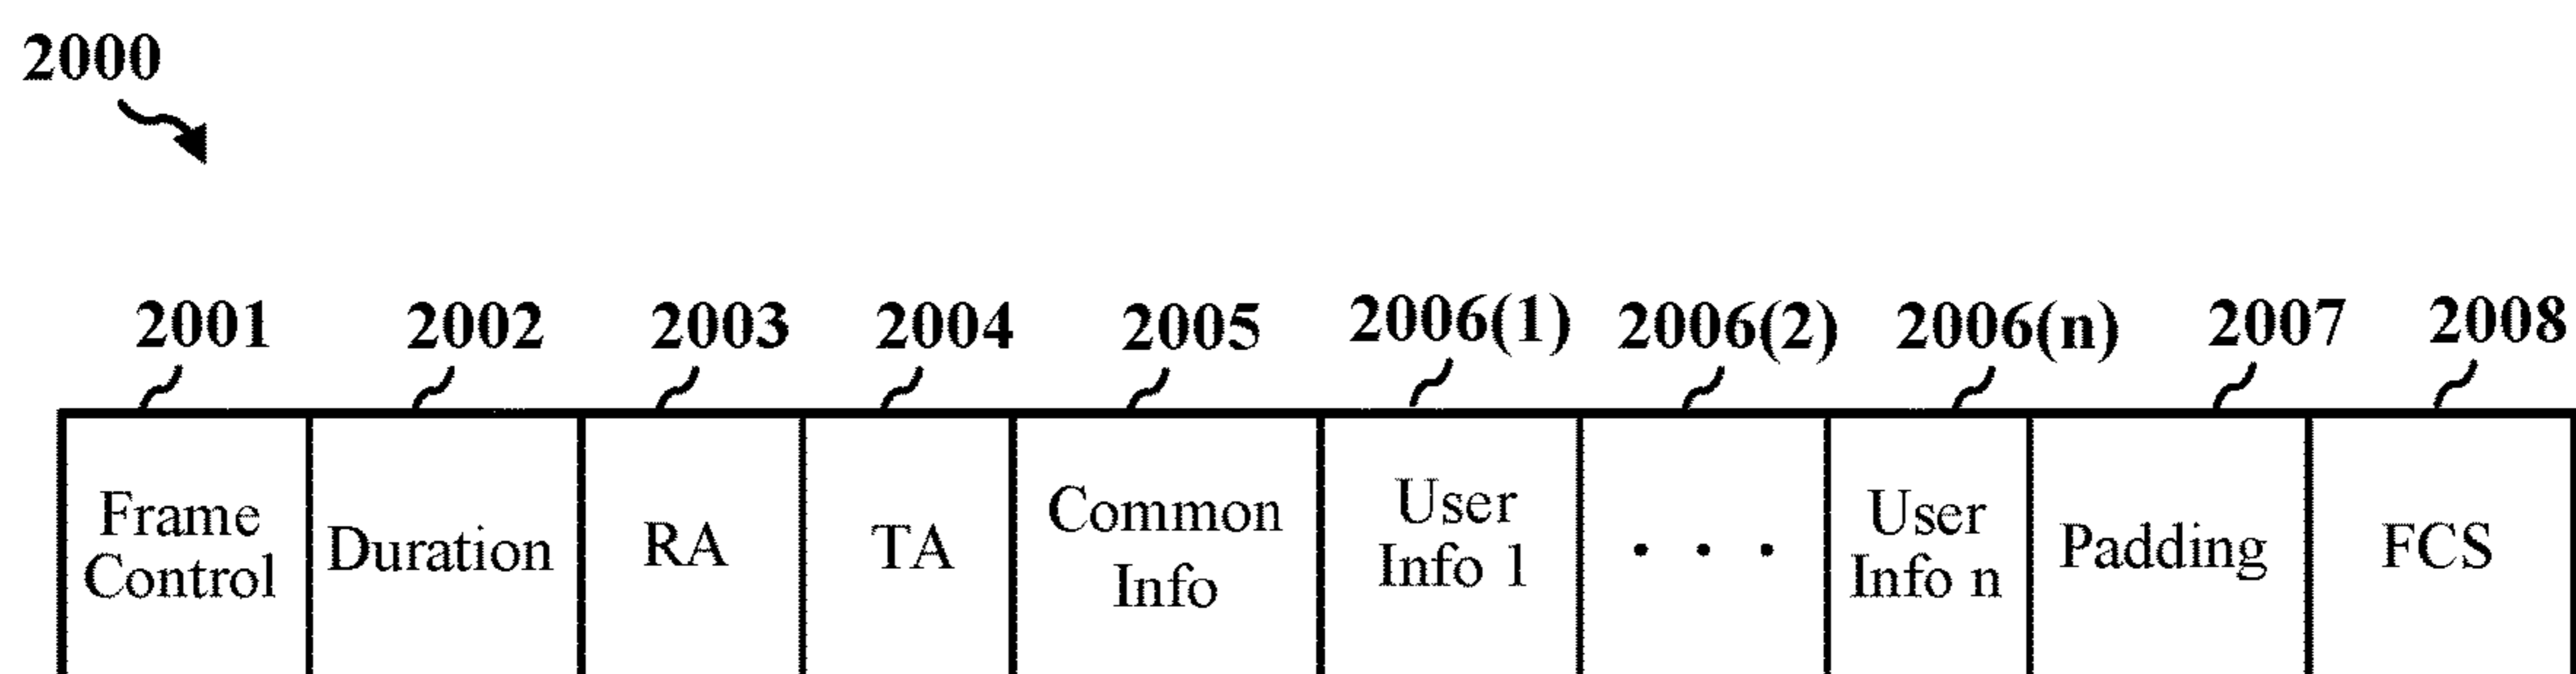 2000
2001 2002 2003 2004 2005 2006(1) 2006(2) 2006(n) 2007 2008
Frame
Control
Duration
RA
TA
Common
Info
User
Info 1
. . .
User
Info n
Padding
FCS